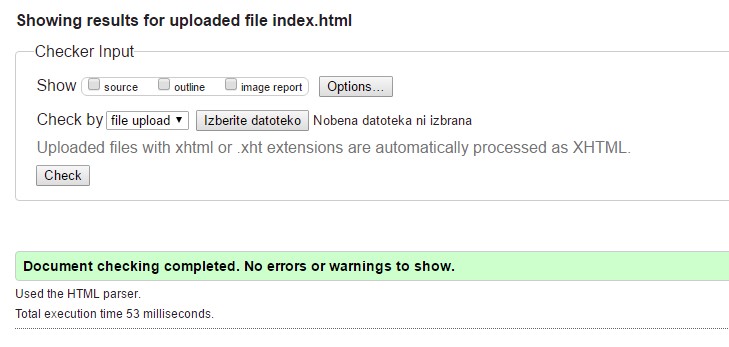 Showing results for uploaded file index.html
Checker Input
Show source outline image report Options...
Check by file upload Izberite datoteko Nobena datoteka ni izbrana
Uploaded files with xhtml or .xht extensions are automatically processed as XHTML.
Check
Document checking completed. No errors or warnings to show.
Used the HTML parser.
Total execution time 53 milliseconds.